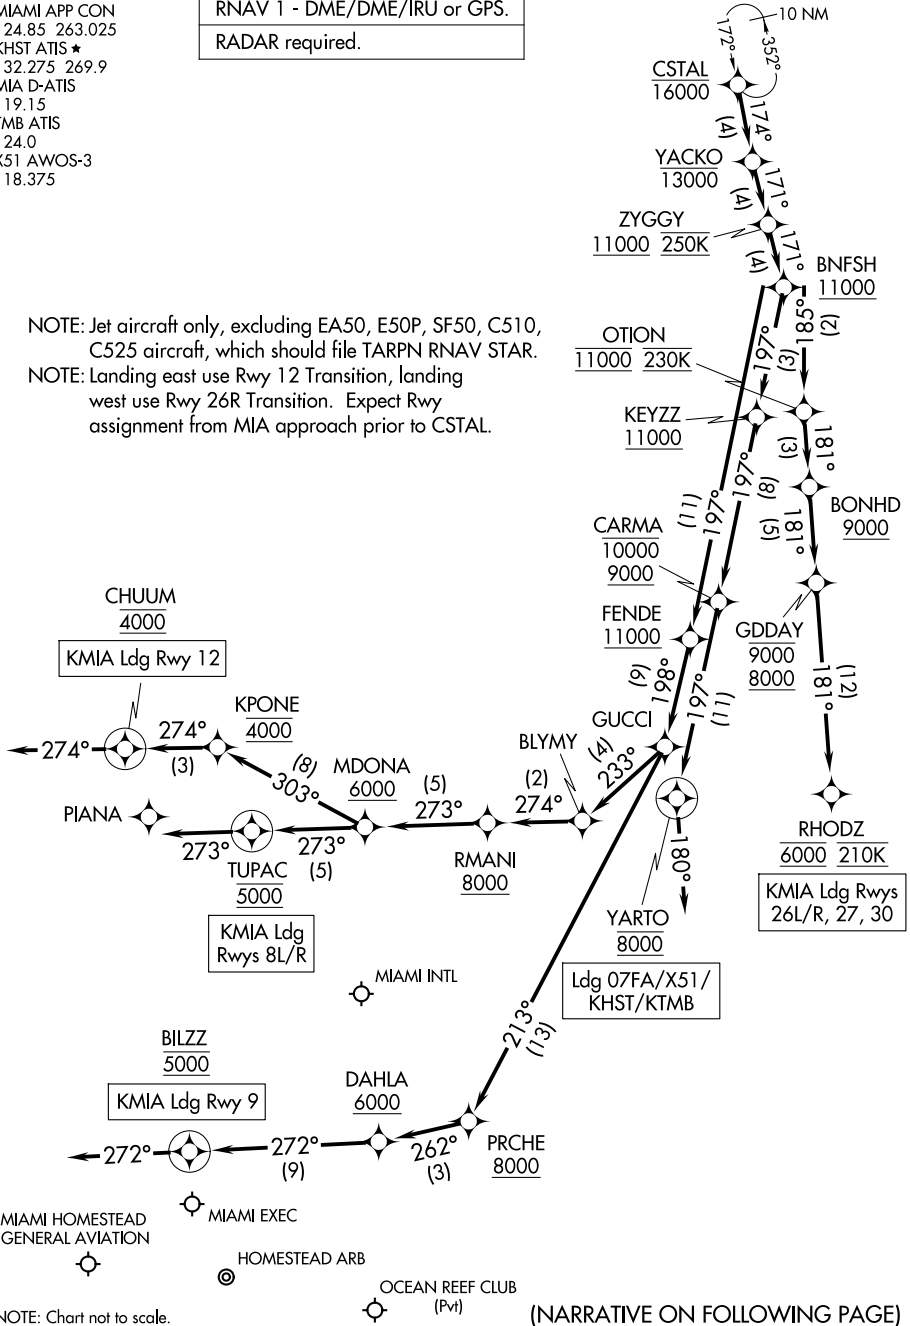 MIAMI APP CON
24.85 263.025
KHST ATIS ★
32.275 269.9
MIA D-ATIS
19.15
TMB ATIS
24.0
X51 AWOS-3
18.375
RNAV 1 - DME/DME/IRU or GPS.
RADAR required.
10 NM
172°
352°
CSTAL
16000
174°
(4)
YACKO
13000
171°
(4)
ZYGGY
11000 250K
171°
(4)
BNFSH
11000
NOTE: Jet aircraft only, excluding EA50, E50P, SF50, C510,
C525 aircraft, which should file TARPN RNAV STAR.
NOTE: Landing east use Rwy 12 Transition, landing
west use Rwy 26R Transition. Expect Rwy
assignment from MIA approach prior to CSTAL.
OTION
11000 230K
197°
(3)
185°
(2)
KEYZZ
11000
181°
(3)
197°
(8)
197°
(11)
BONHD
9000
181°
(5)
CARMA
10000
9000
FENDE
11000
GDDAY
9000
8000
181°
(12)
CHUUM
4000
KMIA Ldg Rwy 12
198°
(9)
197°
(11)
KPONE
4000
GUCCI
BLYMY
274°
274°
(3)
303°
(8)
MDONA
6000
273°
(5)
274°
(2)
233°
(4)
PIANA
273°
TUPAC
5000
KMIA Ldg
Rwys 8L/R
273°
(5)
RMANI
8000
180°
YARTO
8000
Ldg 07FA/X51/
KHST/KTMB
RHODZ
6000 210K
KMIA Ldg Rwys
26L/R, 27, 30
MIAMI INTL
213°
(13)
BILZZ
5000
KMIA Ldg Rwy 9
DAHLA
6000
272°
272°
(9)
262°
(3)
PRCHE
8000
MIAMI EXEC
MIAMI HOMESTEAD
GENERAL AVIATION
HOMESTEAD ARB
OCEAN REEF CLUB
(Pvt)
NOTE: Chart not to scale.
(NARRATIVE ON FOLLOWING PAGE)